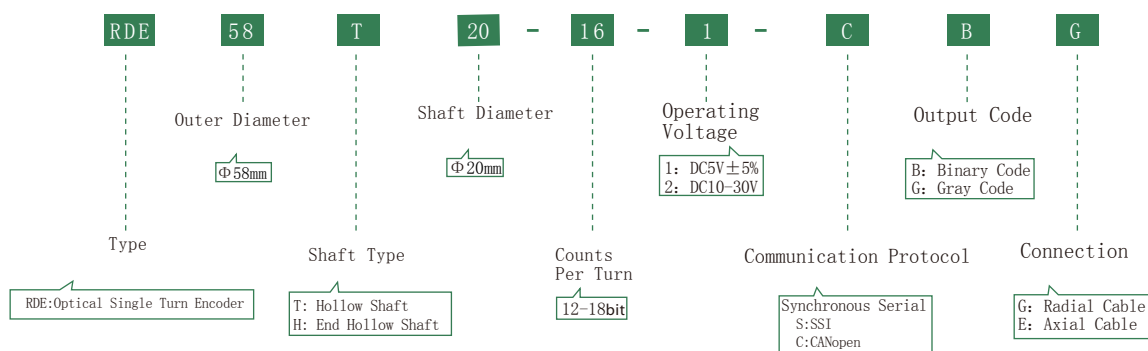 RDE 58 T 20 - 16 - 1 - C B G
Outer Diameter
Φ58mm
Shaft Diameter
Φ20mm
Operating
Voltage
1: DC5V±5%
2: DC10-30V
Output Code
B: Binary Code
G: Gray Code
Type
RDE:Optical Single Turn Encoder
Shaft Type
T: Hollow Shaft
H: End Hollow Shaft
Counts
Per Turn
12-18bit
Communication Protocol
Synchronous Serial
S:SSI
C:CANopen
Connection
G: Radial Cable
E: Axial Cable